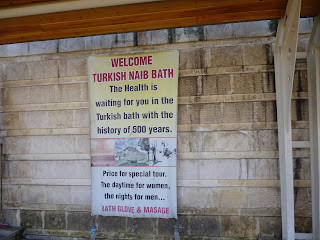 WELCOME
TURKISH NAIB BATH
The Health is
waiting for you in the
Turkish bath with the
history of 500 years.
Price for special tour.
The daytime for women,
the nights for men...
BATH GLOVE & MASAGE